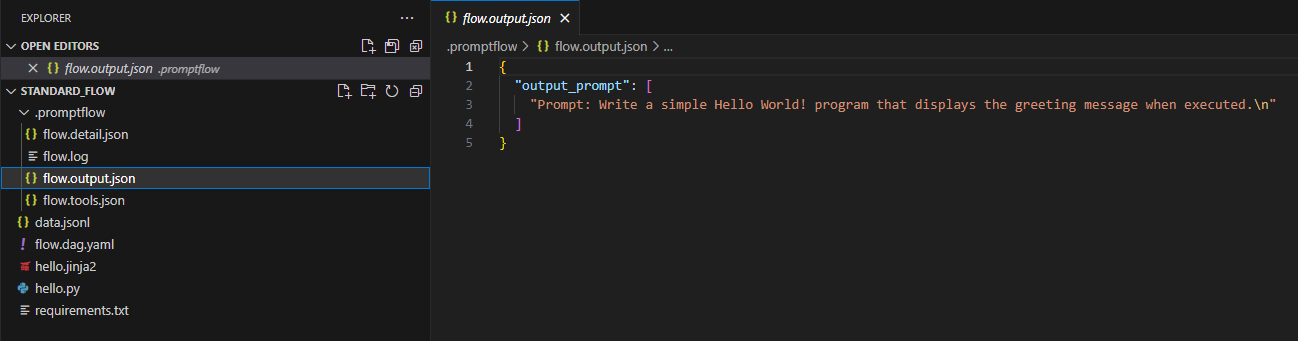 EXPLORER
OPEN EDITORS
flow.output.json .promptflow
STANDARD_FLOW
.promptflow
flow.detail.json
flow.log
flow.output.json
flow.tools.json
data.jsonl
flow.dag.yaml
hello.jinja2
hello.py
requirements.txt
flow.output.json
.promptflow > {} flow.output.json > ...
1 {
2 "output_prompt": [
3 "Prompt: Write a simple Hello World! program that displays the greeting message when executed.\n"
4 ]
5 }